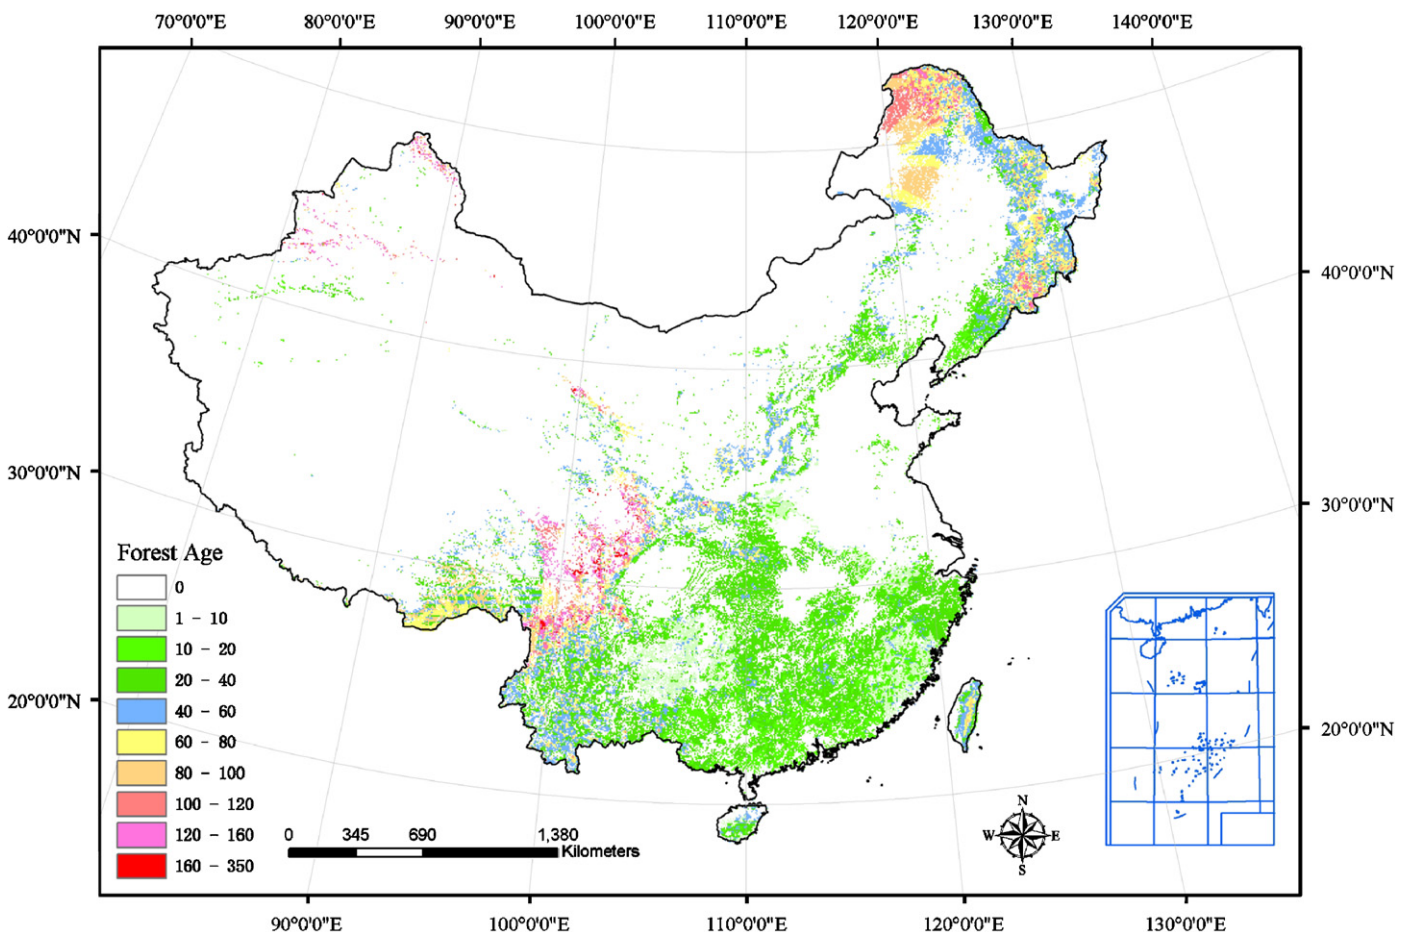 70°0'0"E 80°0'0"E 90°0'0"E 100°0'0"E 110°0'0"E 120°0'0"E 130°0'0"E 140°0'0"E
40°0'0"N
40°0'0"N
30°0'0"N
30°0'0"N
20°0'0"N
20°0'0"N
Forest Age
0
1 - 10
10 - 20
20 - 40
40 - 60
60 - 80
80 - 100
100 - 120
120 - 160
160 - 350
0 345 690 1,380
Kilometers
N
W E
S
90°0'0"E 100°0'0"E 110°0'0"E 120°0'0"E 130°0'0"E